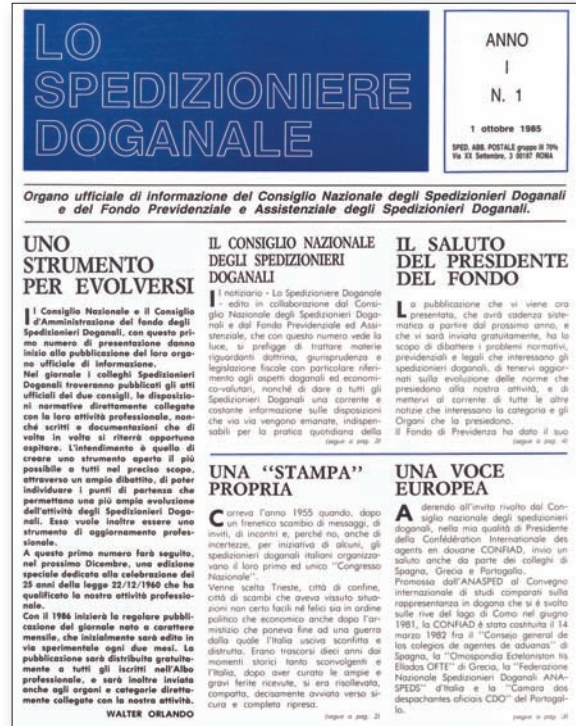 LO
SPEDIZIONIERE
DOGANALE
ANNO
I
N. 1
1 ottobre 1985
SPED. ABB. POSTALE gruppo III 70%
Via XX Settembre, 3 00187 ROMA
Organo ufficiale di informazione del Consiglio Nazionale degli Spedizionieri Doganali
e del Fondo Previdenziale e Assistenziale degli Spedizionieri Doganali.
UNO
STRUMENTO
PER EVOLVERSI
Il Consiglio Nazionale e il Consiglio
d'Amministrazione del fondo degli
Spedizionieri Doganali, con questo pri-
mo numero di presentazione danno
inizio alla pubblicazione del loro orga-
no ufficiale di informazione.
Nel giornale i colleghi Spedizionieri
Doganali troveranno pubblicati gli atti
ufficiali dei due consigli, le disposizio-
ni normative direttamente collegate
con la loro attività professionale, non-
ché scritti e documentazioni che di
volta in volta si riterrà opportuno
ospitare. L'intendimento è quello di
creare uno strumento aperto il più
possibile a tutti nel preciso scopo,
attraverso un ampio dibattito, di poter
individuare i punti di partenza che
permettano una più ampia evoluzione
dell'attività degli Spedizionieri Doga-
nali. Esso vuole inoltre essere uno
strumento di aggiornamento profes-
sionale.
A questo primo numero farà seguito,
nel prossimo Dicembre, una edizione
speciale dedicata alla celebrazione dei
25 anni della legge 22/12/1960 che ha
qualificato la nostra attività professio-
nale.
Con il 1986 inizierà la regolare pubbli-
cazione del giornale nato a carattere
mensile, che inizialmente sarà edito in
via sperimentale ogni due mesi. La
pubblicazione sarà distribuita gratuita-
mente a tutti gli iscritti nell'Albo
professionale, e sarà inoltre inviata
anche agli organi e categorie diretta-
mente collegate con la nostra attività.
WALTER ORLANDO
IL CONSIGLIO NAZIONALE
DEGLI SPEDIZIONIERI
DOGANALI
Il notiziario - Lo Spedizioniere Doganale
- edito in collaborazione dal Consi-
glio Nazionale degli Spedizionieri Doga-
nali e dal Fondo Previdenziale ed Assi-
stenziale, che con questo numero vede la
luce, si prefigge di trattare materie
riguardanti dottrina, giurisprudenza e
legislazione fiscale con particolare riferi-
mento agli aspetti doganali ed economi-
co-valutari, nonché di dare a tutti gli
Spedizionieri Doganali una corrente e
costante informazione sulle disposizioni
che via via vengono emanate, indispen-
sabili per la pratica quotidiana della
(segue a pag. 2)
IL SALUTO
DEL PRESIDENTE
DEL FONDO
La pubblicazione che vi viene ora
presentata, che avrà cadenza siste-
matica a partire dal prossimo anno, e
che vi sarà inviata gratuitamente, ha lo
scopo di dibattere i problemi normativi,
previdenziali e legali che interessano gli
spedizionieri doganali, di tenervi aggior-
nati sulla evoluzione delle norme che
presiedono alla nostra attività, e di
mettervi al corrente di tutte le altre
notizie che interessano la categoria e gli
Organi che la presiedono.
Il Fondo di Previdenza ha dato il suo
(segue a pag. 4)
UNA "STAMPA"
PROPRIA
Correva l'anno 1955 quando, dopo
un frenetico scambio di messaggi, di
inviti, di incontri e, perché no, anche di
incertezze, per iniziativa di alcuni, gli
spedizionieri doganali italiani organizza-
vano il loro primo ed unico "Congresso
Nazionale".
Venne scelta Trieste, città di confine,
città di scambi che aveva vissuto situa-
zioni non certo facili né felici sia in ordine
politico che economico anche dopo l'ar-
mistizio che poneva fine ad una guerra
dalla quale l'Italia usciva sconfitta e
distrutta. Erano trascorsi dieci anni dai
momenti storici tanto sconvolgenti e
l'Italia, dopo aver curato le ampie e
gravi ferite ricevute, si era risollevata,
compatta, decisamente avviata verso si-
cura e completa ripresa.
(segue a pag. 2)
UNA VOCE
EUROPEA
Aderendo all'invito rivolto dal Con-
siglio nazionale degli spedizionieri
doganali, nella mia qualità di Presidente
della Confédération Internationale des
agents en douane CONFIAD, invio un
saluto anche da parte dei colleghi di
Spagna, Grecia e Portogallo.
Promossa dall'ANASPED al Convegno
internazionale di studi comparati sulla
rappresentanza in dogana che si è svolto
sulle rive del lago di Como nel giugno
1981, la CONFIAD è stata costituita il 14
marzo 1982 fra il "Consejo general de
los colegios de agentes de aduanas" di
Spagna, la "Omospondia Ecteloniston tis
Ellados OFTE" di Grecia, la "Federazione
Nazionale Spedizionieri Doganali ANA-
SPEDS" d'Italia e la "Camara dos
despachantes oficiais CDO" del Portogal-
lo.
(segue a pag. 2)